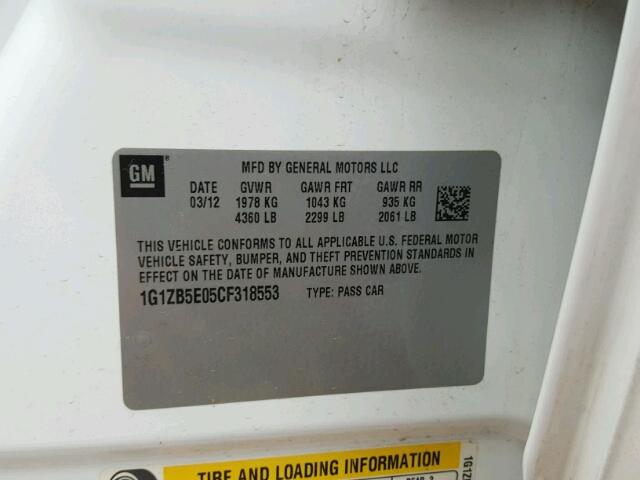 GM ® MFD BY GENERAL MOTORS LLC
DATE GVWR GAWR FRT GAWR RR
03/12 1978 KG 1043 KG 935 KG
4360 LB 2299 LB 2061 LB
THIS VEHICLE CONFORMS TO ALL APPLICABLE U.S. FEDERAL MOTOR
VEHICLE SAFETY, BUMPER, AND THEFT PREVENTION STANDARDS IN
EFFECT ON THE DATE OF MANUFACTURE SHOWN ABOVE.
1G1ZB5E05CF318553 TYPE: PASS CAR
TIRE AND LOADING INFORMATION